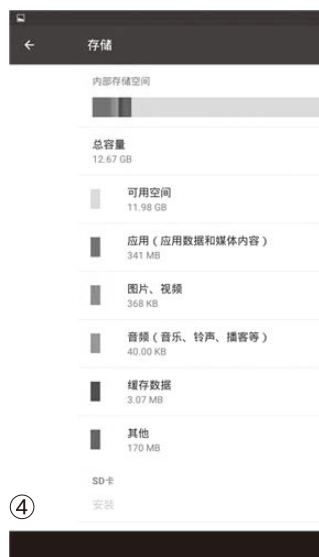 存储
内部存储空间
总容量
12.67 GB
可用空间
11.98 GB
应用（应用数据和媒体内容）
341 MB
图片、视频
368 KB
音频（音乐、铃声、播客等）
40.00 KB
缓存数据
3.07 MB
其他
170 MB
SD卡
安装
④